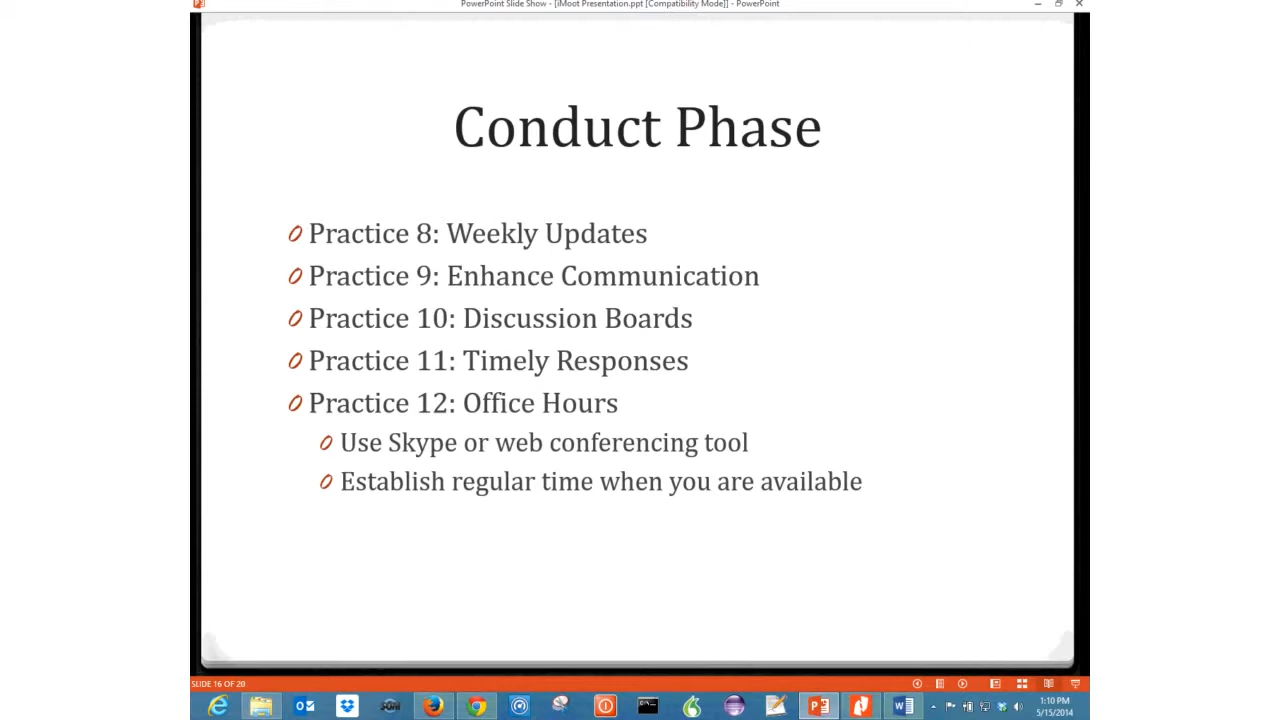 PowerPoint Slide Show - [iMoot Presentation.ppt [Compatibility Mode]] - PowerPoint
Conduct Phase
Practice 8: Weekly Updates
Practice 9: Enhance Communication
Practice 10: Discussion Boards
Practice 11: Timely Responses
Practice 12: Office Hours
Use Skype or web conferencing tool
Establish regular time when you are available
SLIDE 16 OF 20
1:10 PM
5/15/2014